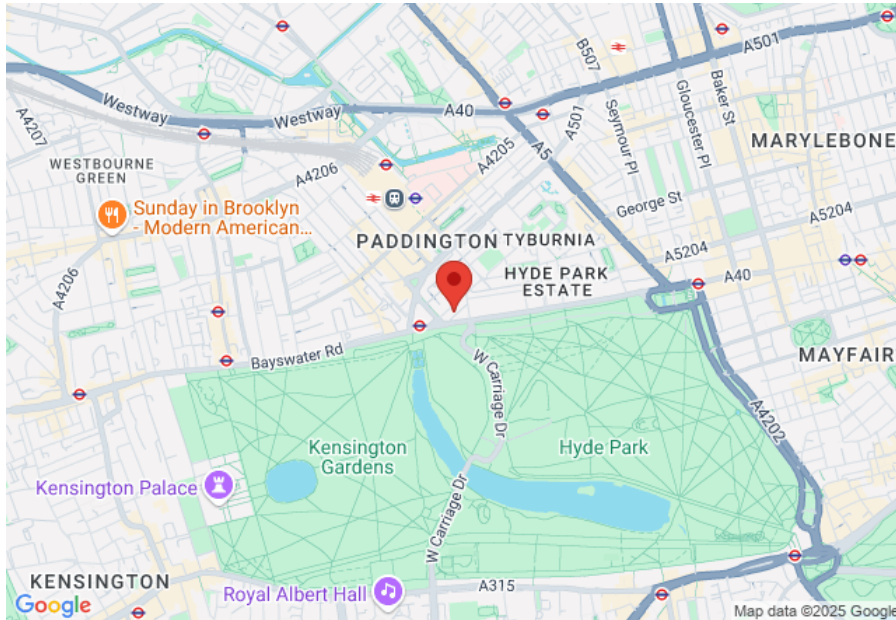 A501
B507
A4207
Westway
Westway
A40
A501
Seymour Pl
Gloucester Pl
Baker St
MARYLEBONE
A4205
A5
WESTBOURNE
GREEN
A4206
George St
A5204
Sunday in Brooklyn
- Modern American...
PADDINGTON
TYBURNIA
A5204
HYDE PARK
ESTATE
A40
A4206
Bayswater Rd
MAYFAIR
W Carriage Dr
A4202
Kensington
Gardens
Hyde Park
Kensington Palace
W Carriage Dr
KENSINGTON
Royal Albert Hall
A315
Google
Map data ©2025 Google